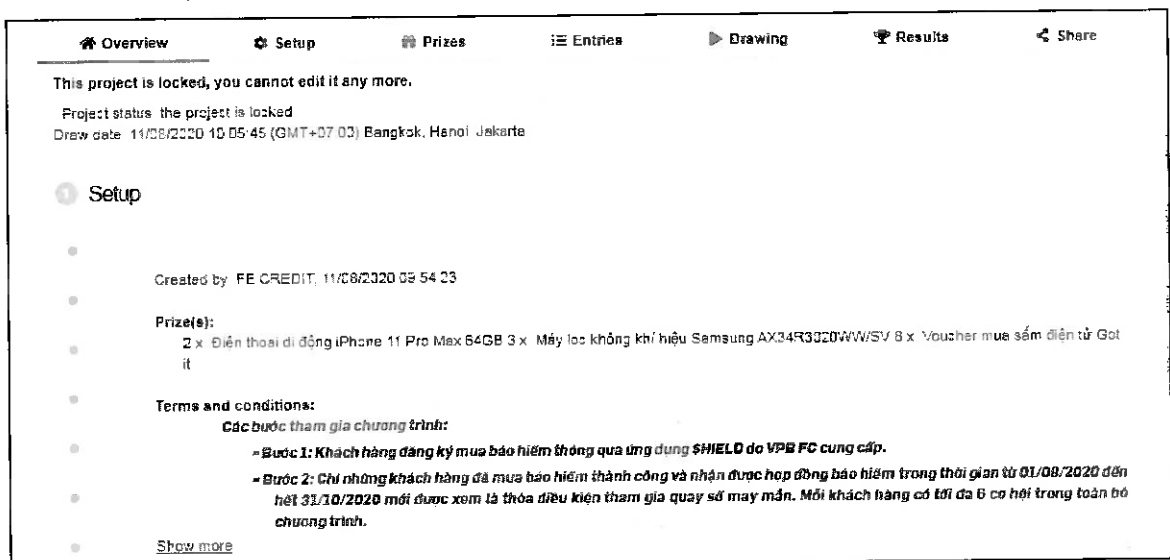 Overview Setup Prizes Entries Drawing Results Share
This project is locked, you cannot edit it any more.
Project status the project is locked
Draw date 11/08/2020 10 05:45 (GMT+07 00) Bangkok, Hanoi Jakarta
1 Setup
Created by FE CREDIT, 11/08/2020 09 54 23
Prize(s):
2 x Điện thoại di động iPhone 11 Pro Max 64GB 3 x Máy lọc không khí hiệu Samsung AX34R3020WW/SV 8 x Voucher mua sắm điện tử Got
it
Terms and conditions:
Các bước tham gia chương trình:
- Bước 1: Khách hàng đăng ký mua bảo hiểm thông qua ứng dụng $HIELD do VPB FC cung cấp.
- Bước 2: Chỉ những khách hàng đã mua bảo hiểm thành công và nhận được hợp đồng bảo hiểm trong thời gian từ 01/08/2020 đến
hết 31/10/2020 mới được xem là thỏa điều kiện tham gia quay số may mắn. Mỗi khách hàng có tối đa 6 cơ hội trong toàn bộ
chương trình.
Show more